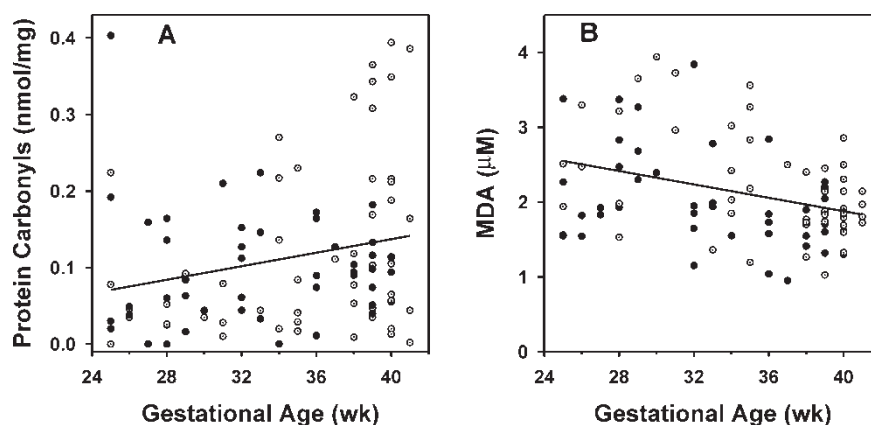 A
0.4
0.3
0.2
0.1
0.0
Protein Carbonyls (nmol/mg)
24 28 32 36 40
Gestational Age (wk)
B
4
3
2
1
0
MDA (μM)
24 28 32 36 40
Gestational Age (wk)